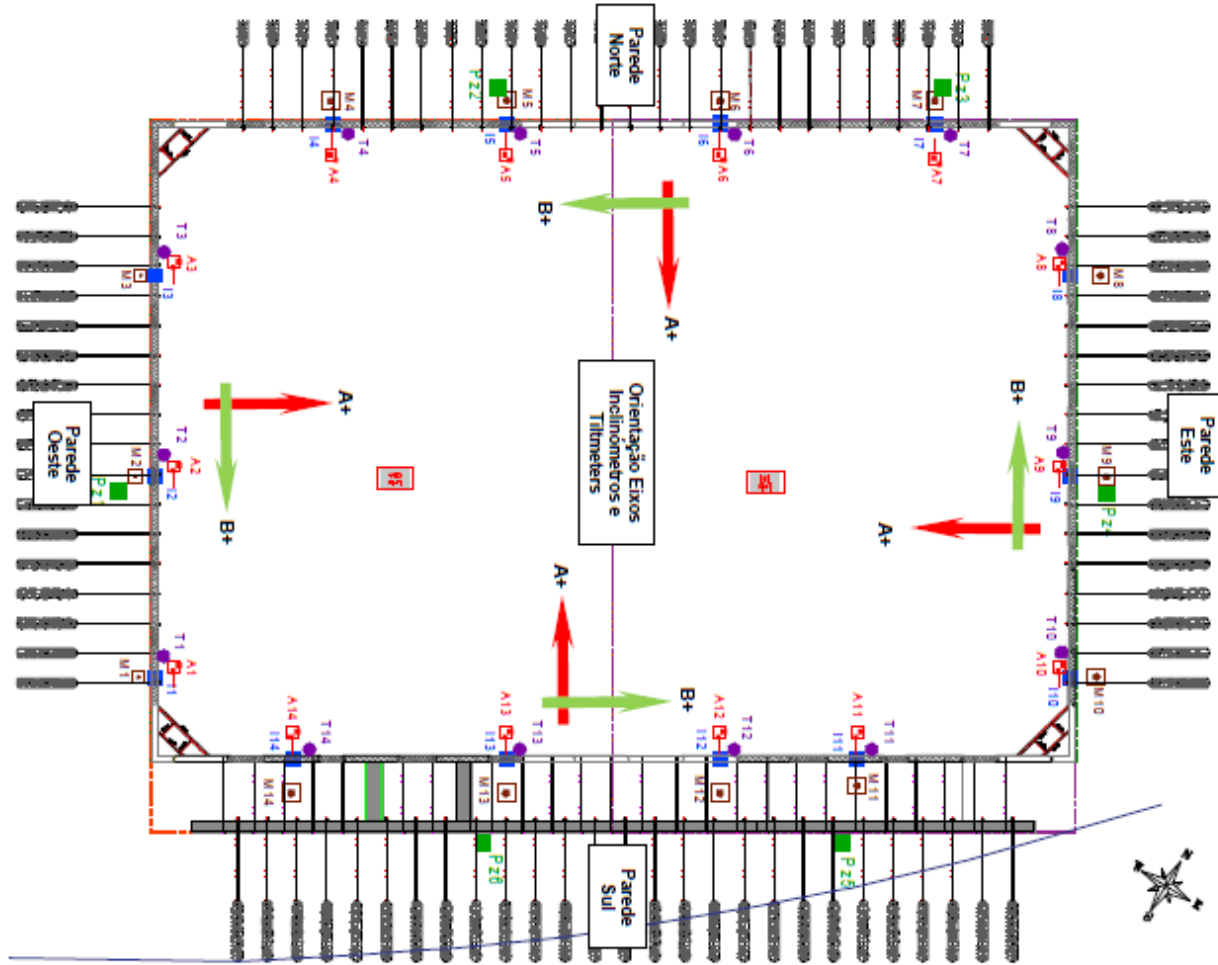 Parede
Norte
Pz2
Pz3
M4
M5
M6
M7
I4
I5
I6
I7
T4
T5
T6
T7
A4
A5
A6
A7
B+
A+
T3
A3
M3
I3
T8
A8
M8
I8
Orientação Eixos
Inclinómetros e
Tiltmeters
A+
B+
B+
A+
Parede
Oeste
T2
A2
M2
I2
Pz1
Parede
Este
T9
A9
M9
I9
Pz4
A+
B+
T1
A1
M1
I1
T10
A10
M10
I10
A14
T14
I14
M14
A13
T13
I13
M13
A12
T12
I12
M12
A11
T11
I11
M11
Pz6
Pz5
Parede
Sul